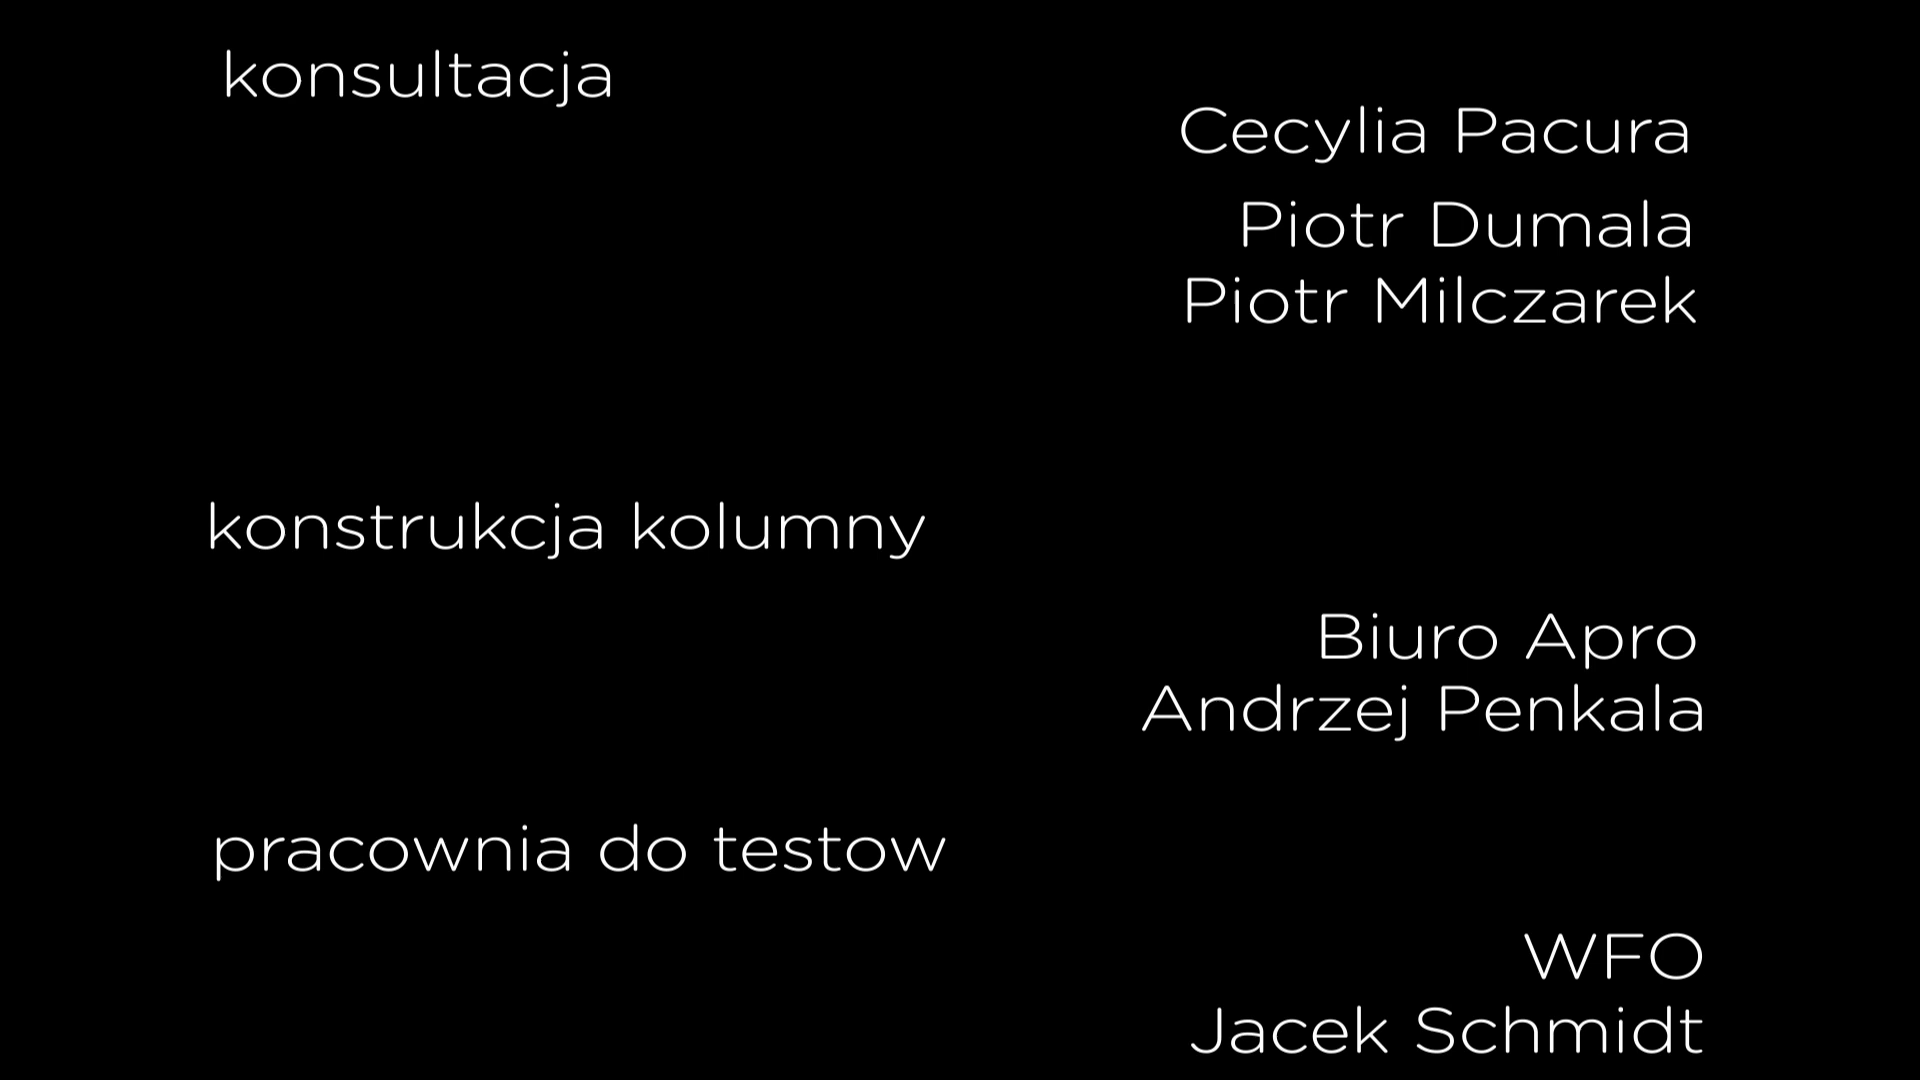 konsultacja
Cecylia Pacura
Piotr Dumala
Piotr Milczarek
konstrukcja kolumny
Biuro Apro
Andrzej Penkala
pracownia do testow
WFO
Jacek Schmidt